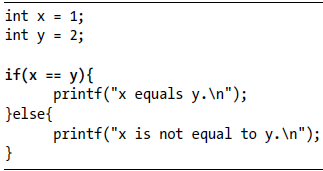 int x = 1;
int y = 2;

if(x == y){
      printf("x equals y.\n");
}else{
      printf("x is not equal to y.\n");
}